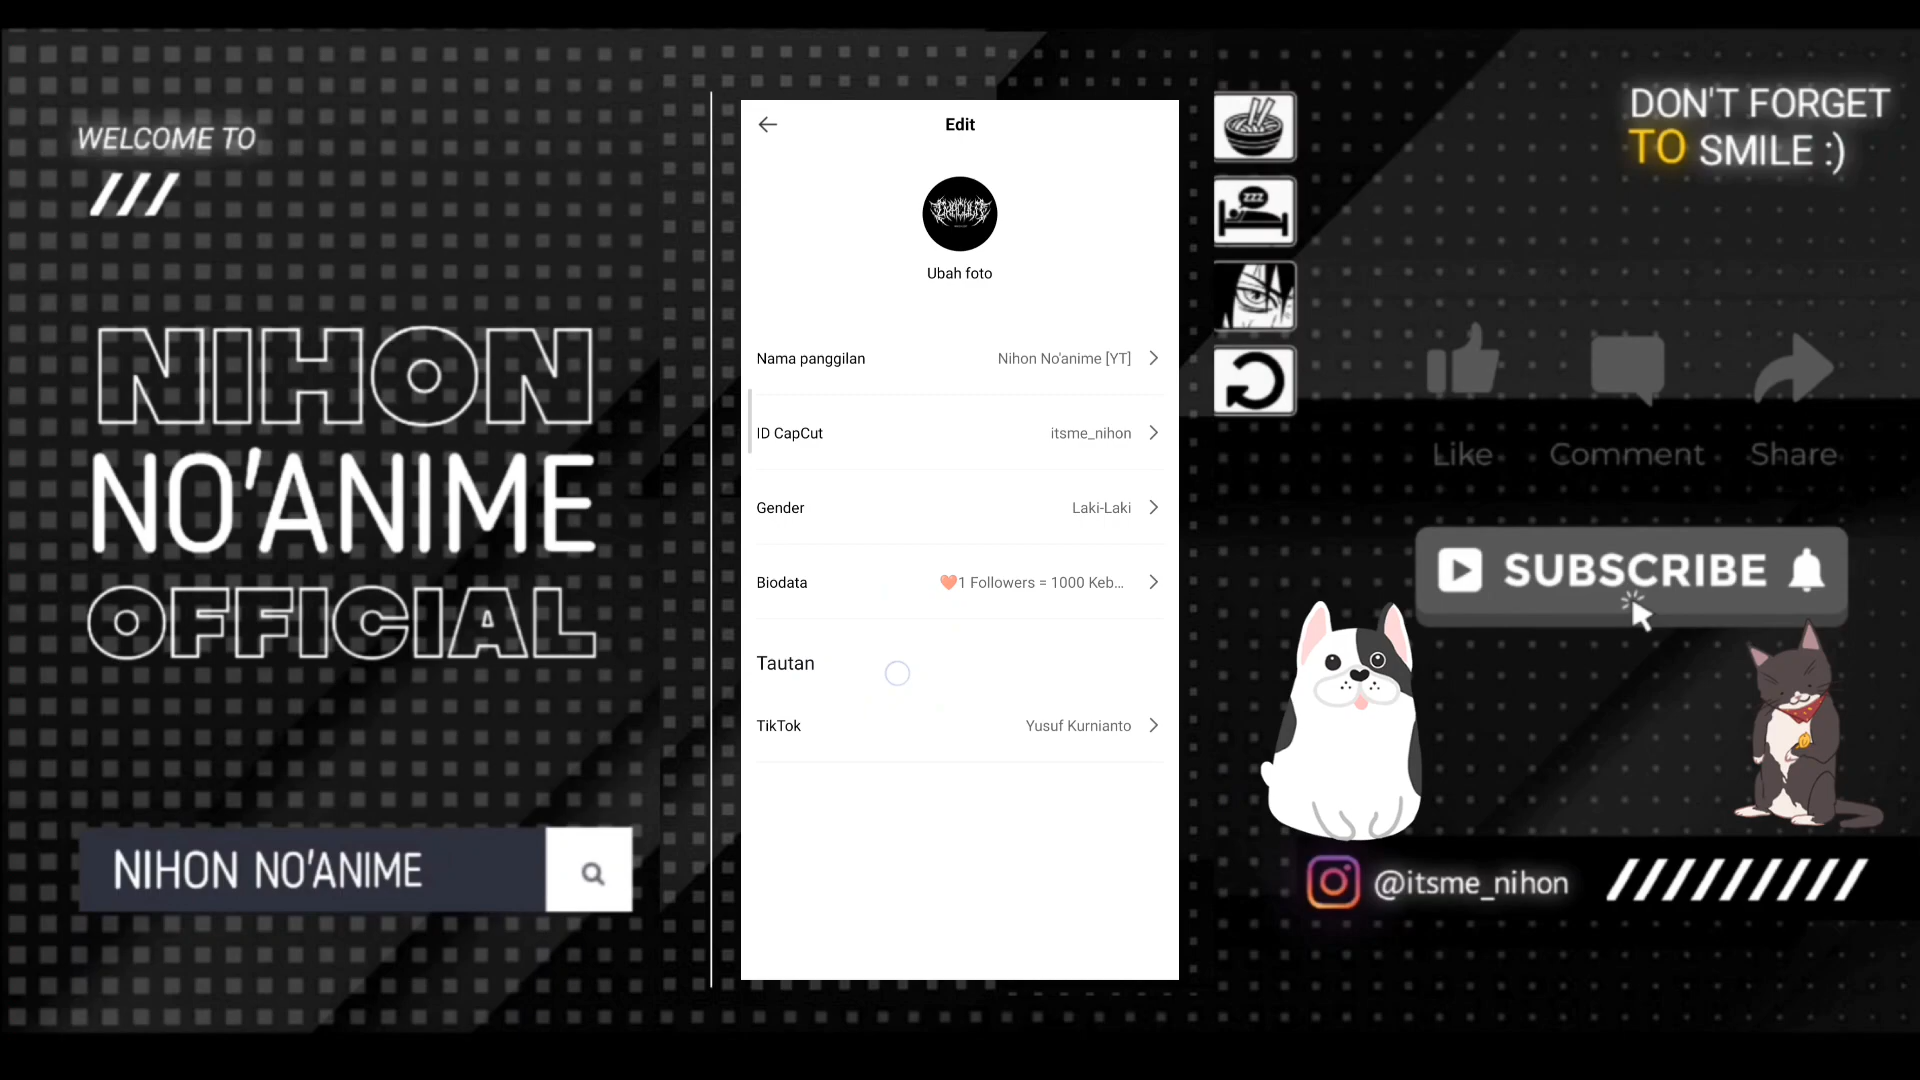 WELCOME TO
NIHON
NO'ANIME
OFFICIAL
NIHON NO'ANIME
Edit
DRACULA
Ubah foto
Nama panggilan Nihon No'anime [YT]
ID CapCut itsme_nihon
Gender Laki-Laki
Biodata 🧡1 Followers = 1000 Keb...
Tautan
TikTok Yusuf Kurnianto
zzz
DON'T FORGET
TO SMILE :)
Like Comment Share
SUBSCRIBE
@itsme_nihon